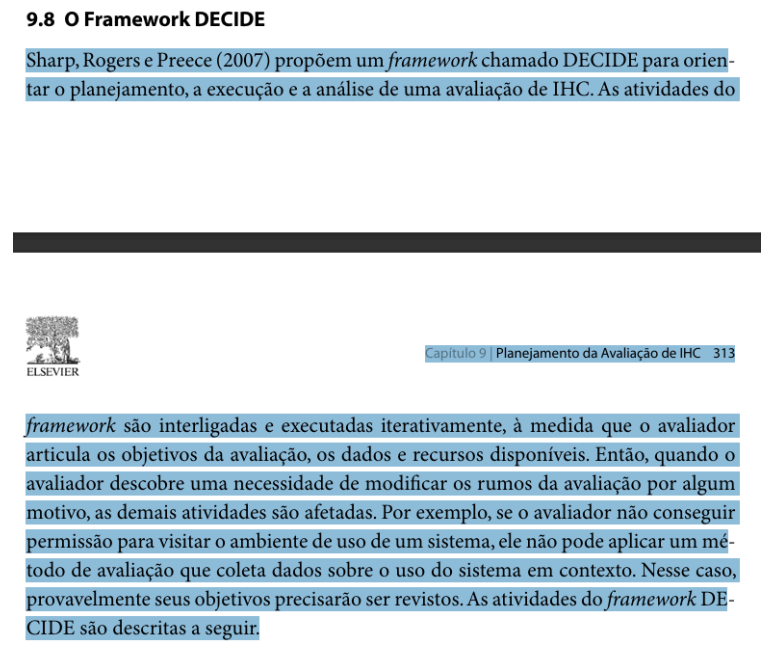 9.8 O Framework DECIDE
Sharp, Rogers e Preece (2007) propõem um framework chamado DECIDE para orien-
tar o planejamento, a execução e a análise de uma avaliação de IHC. As atividades do
ELSEVIER
Capítulo 9 | Planejamento da Avaliação de IHC 313
framework são interligadas e executadas iterativamente, à medida que o avaliador
articula os objetivos da avaliação, os dados e recursos disponíveis. Então, quando o
avaliador descobre uma necessidade de modificar os rumos da avaliação por algum
motivo, as demais atividades são afetadas. Por exemplo, se o avaliador não conseguir
permissão para visitar o ambiente de uso de um sistema, ele não pode aplicar um mé-
todo de avaliação que coleta dados sobre o uso do sistema em contexto. Nesse caso,
provavelmente seus objetivos precisarão ser revistos. As atividades do framework DE-
CIDE são descritas a seguir.